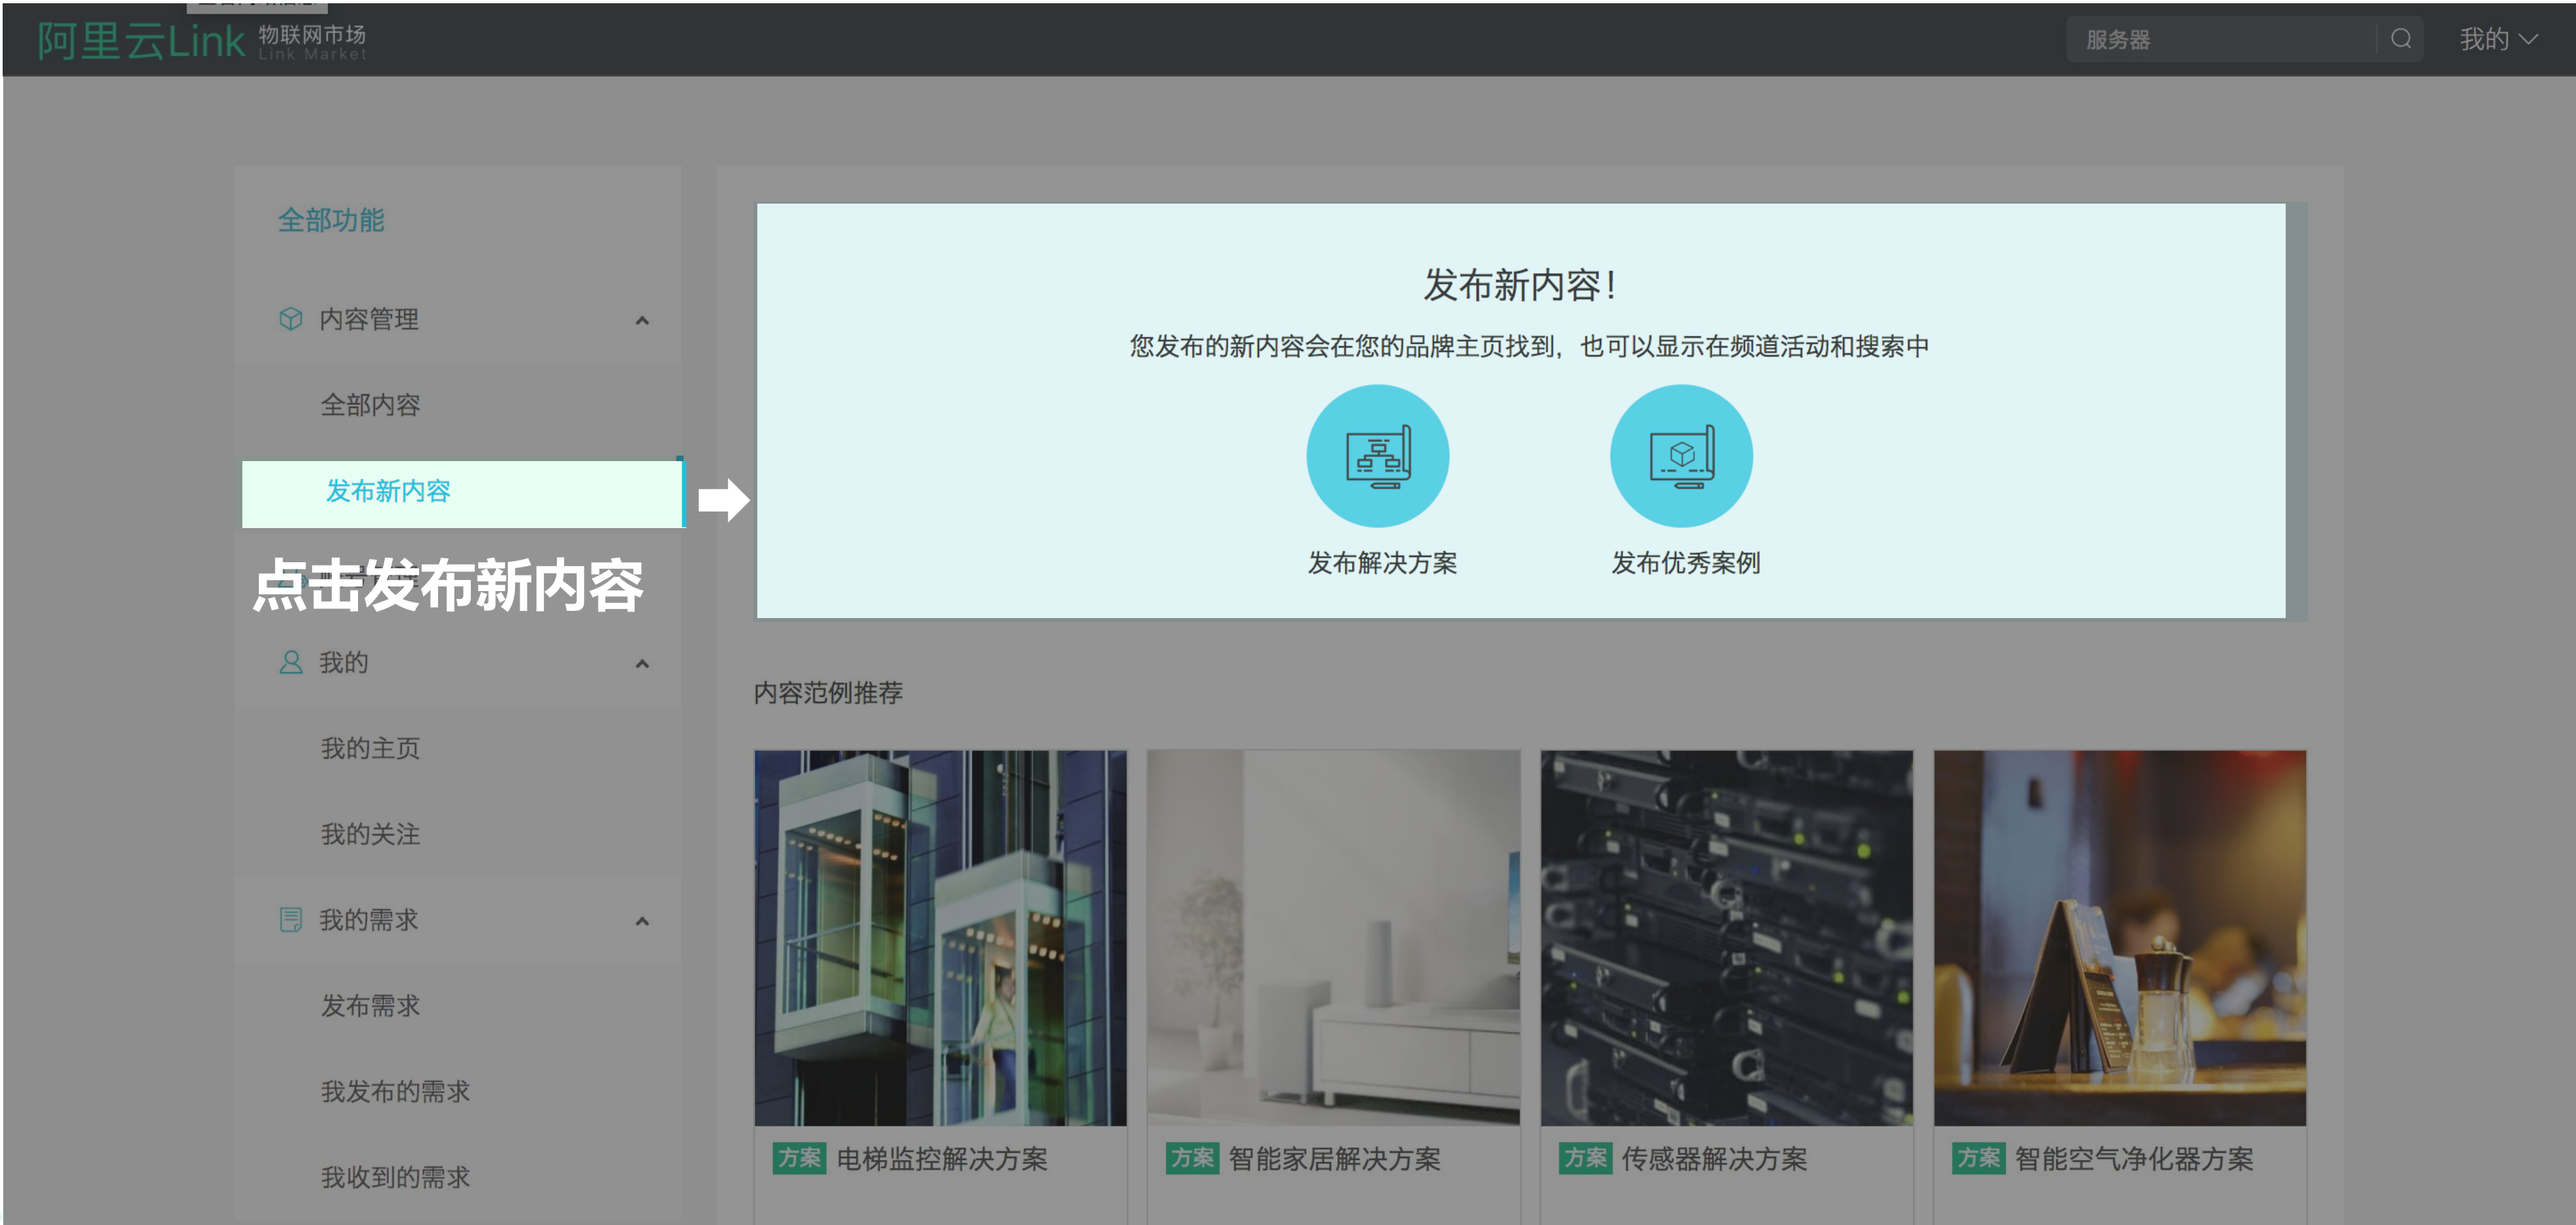 阿里云Link 物联网市场
Link Market
服务器
我的
全部功能
内容管理
全部内容
发布新内容
点击发布新内容
我的
我的主页
我的关注
我的需求
发布需求
我发布的需求
我收到的需求
发布新内容！
您发布的新内容会在您的品牌主页找到，也可以显示在频道活动和搜索中
发布解决方案
发布优秀案例
内容范例推荐
方案 电梯监控解决方案
方案 智能家居解决方案
方案 传感器解决方案
方案 智能空气净化器方案